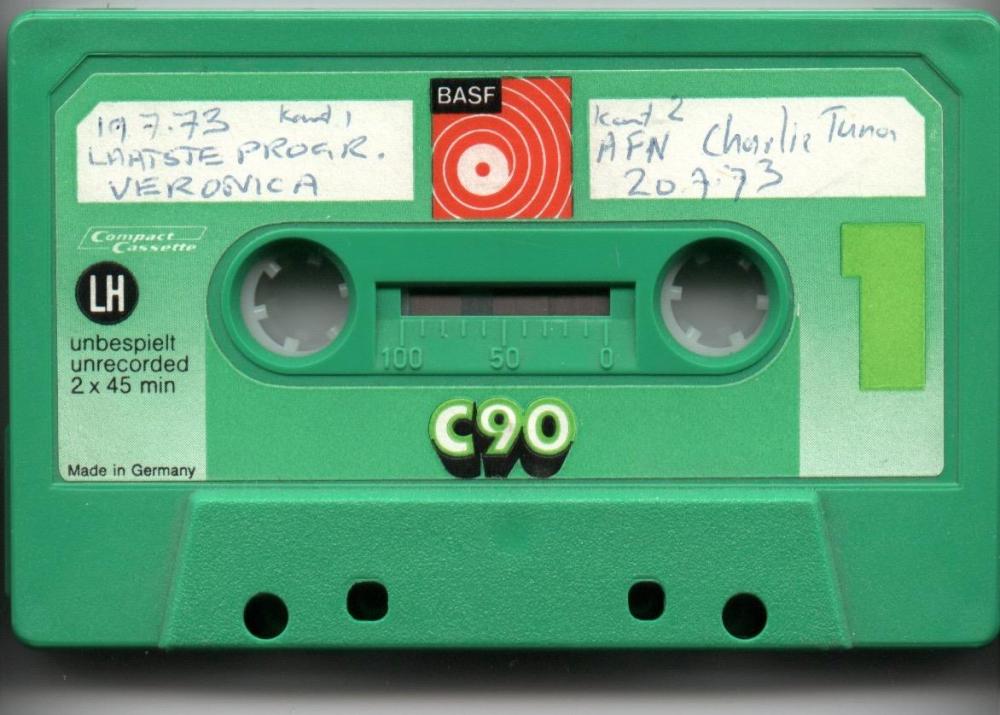 19.7.73 kant 1
LAATSTE PROGR.
VERONICA
BASF
kant 2
AFN Charlie Tuna
20.7.73
Compact
Cassette
LH
unbespielt
unrecorded
2 x 45 min
1
100 50 0
C90
Made in Germany